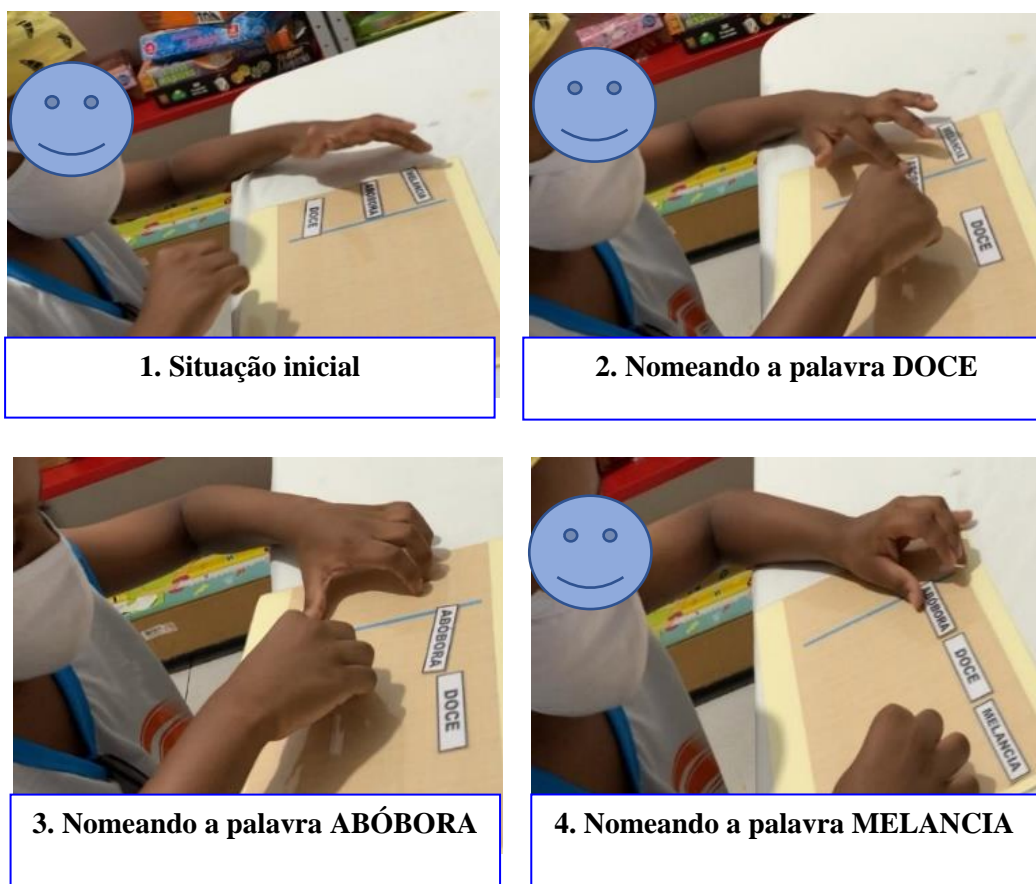 DOCE
ABÓBORA
MELANCIA
MELANCIA
DOCE
1. Situação inicial
2. Nomeando a palavra DOCE
ABÓBORA
DOCE
ABÓBORA
DOCE
MELANCIA
3. Nomeando a palavra ABÓBORA
4. Nomeando a palavra MELANCIA